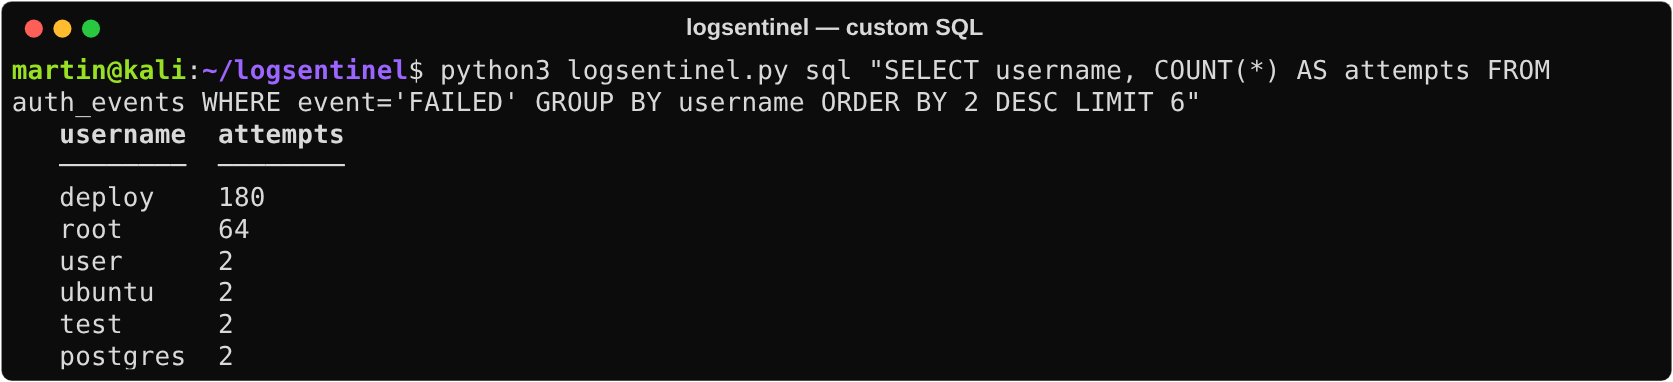 logsentinel — custom SQL
martin@kali:~/logsentinel$ python3 logsentinel.py sql "SELECT username, COUNT(*) AS attempts FROM
auth_events WHERE event='FAILED' GROUP BY username ORDER BY 2 DESC LIMIT 6"
username  attempts
────────  ────────
deploy    180
root      64
user      2
ubuntu    2
test      2
postgres  2